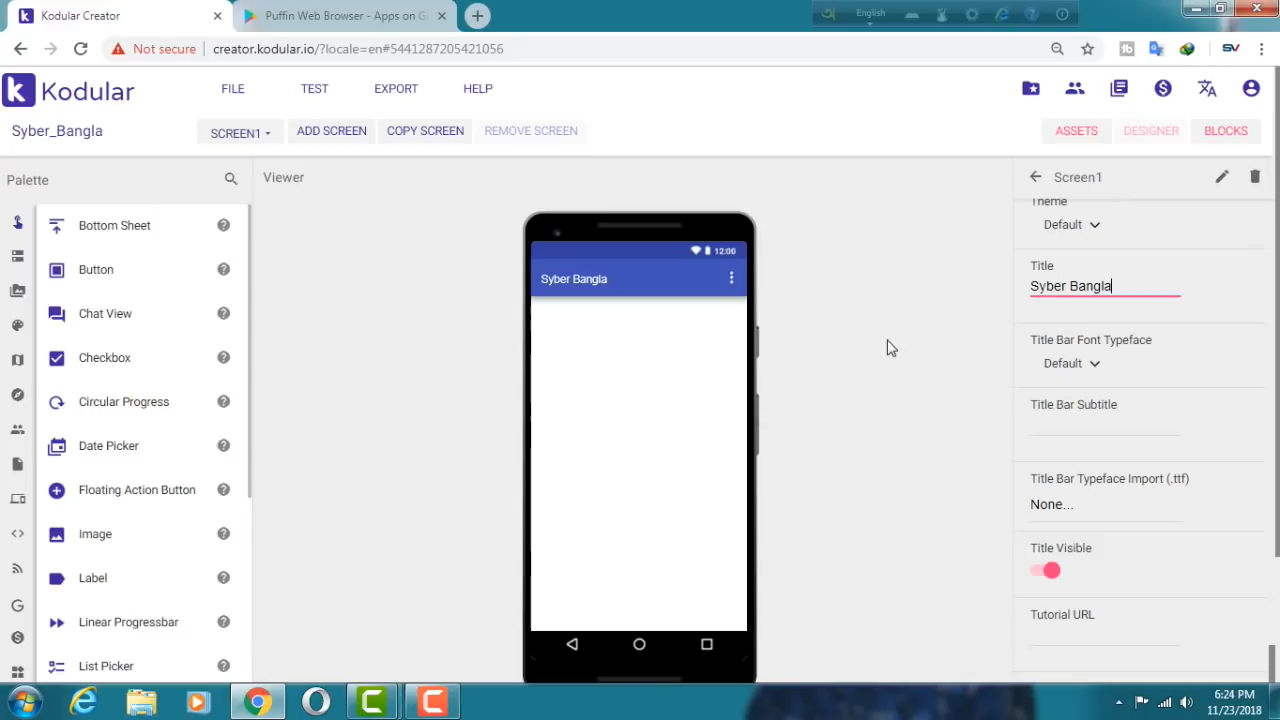 Kodular Creator
Puffin Web Browser - Apps on G
English
Not secure
creator.kodular.io/?locale=en#5441287205421056
Kodular
FILE
TEST
EXPORT
HELP
Syber_Bangla
SCREEN1
ADD SCREEN
COPY SCREEN
REMOVE SCREEN
ASSETS
DESIGNER
BLOCKS
Palette
Viewer
Screen1
Bottom Sheet
Button
Chat View
Checkbox
Circular Progress
Date Picker
Floating Action Button
Image
Label
Linear Progressbar
List Picker
12:00
Syber Bangla
Theme
Default
Title
Syber Bangla
Title Bar Font Typeface
Default
Title Bar Subtitle
Title Bar Typeface Import (.ttf)
None...
Title Visible
Tutorial URL
6:24 PM
11/23/2018